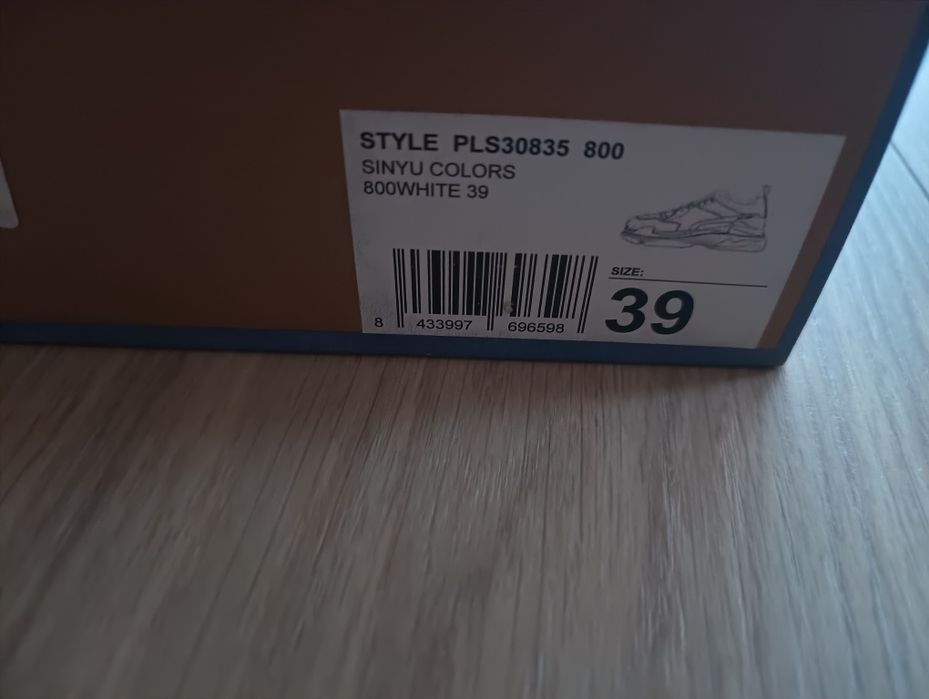 STYLE PLS30835 800
SINYU COLORS
800WHITE 39
SIZE:
39
8 433997 696598